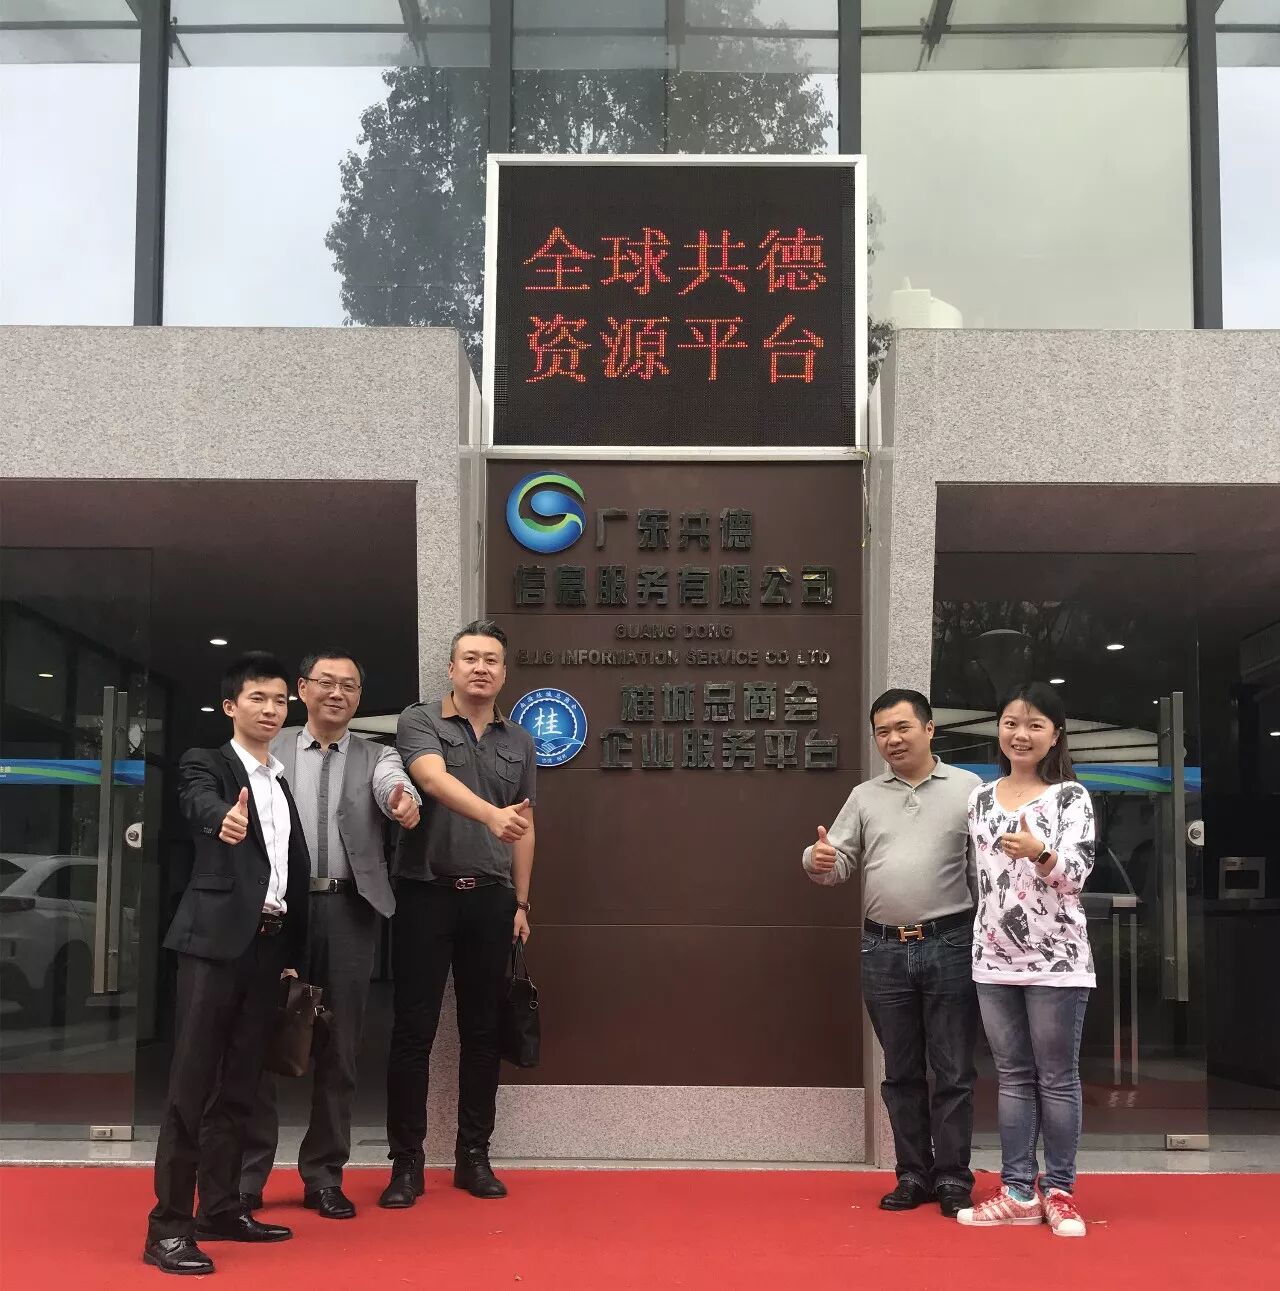 全球共德
资源平台
广东共德
信息服务有限公司
GUANG DONG
INFORMATION SERVICE CO LTD
桂城总商会
企业服务平台
桂